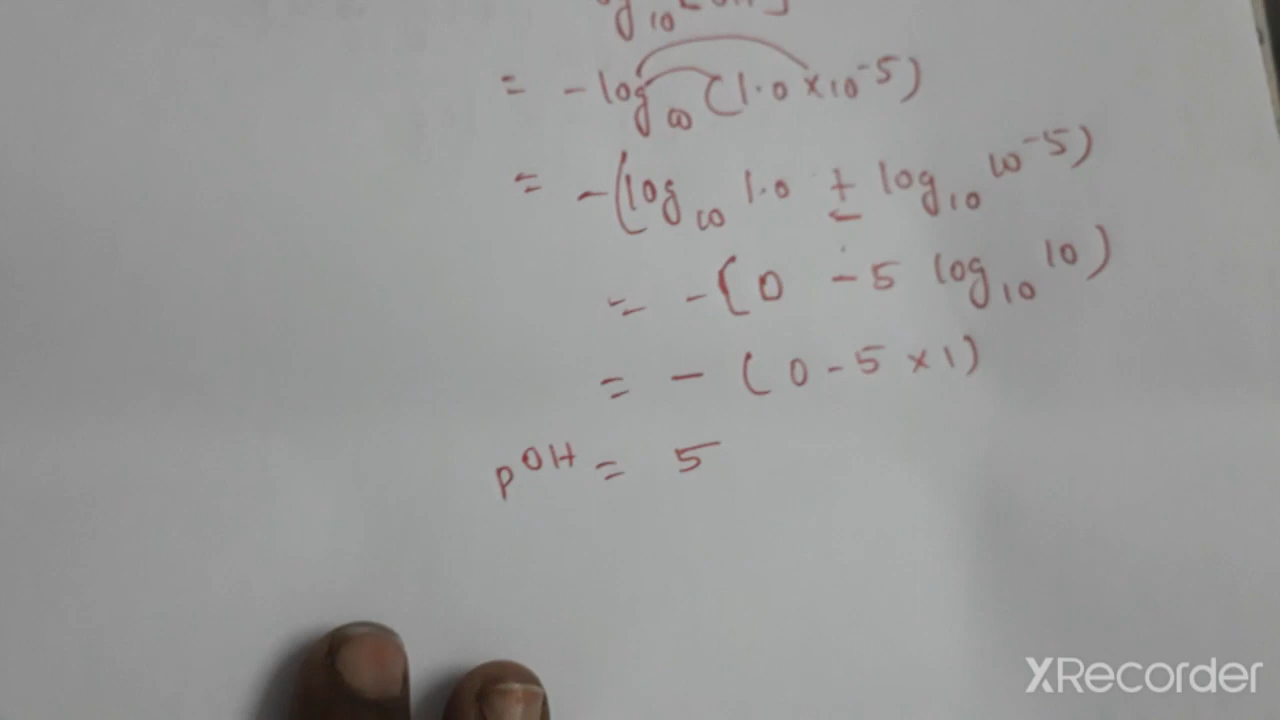 = -log₁₀ (1.0 ×10⁻⁵)
= -(log₁₀ 1.0 + log₁₀ 10⁻⁵)
= -(0 -5 log₁₀ 10)
= - (0-5×1)
pᴼᴴ = 5
XRecorder